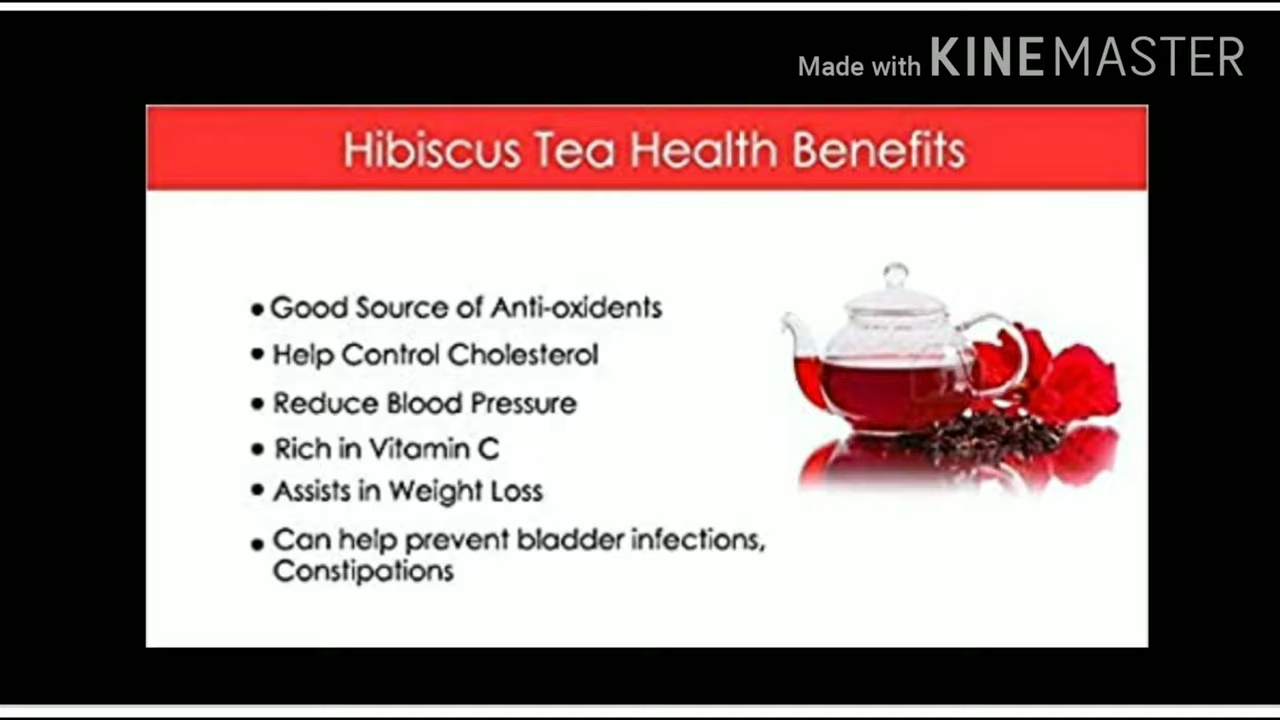 Made with KINEMASTER
Hibiscus Tea Health Benefits
• Good Source of Anti-oxidents
• Help Control Cholesterol
• Reduce Blood Pressure
• Rich in Vitamin C
• Assists in Weight Loss
• Can help prevent bladder infections,
Constipations